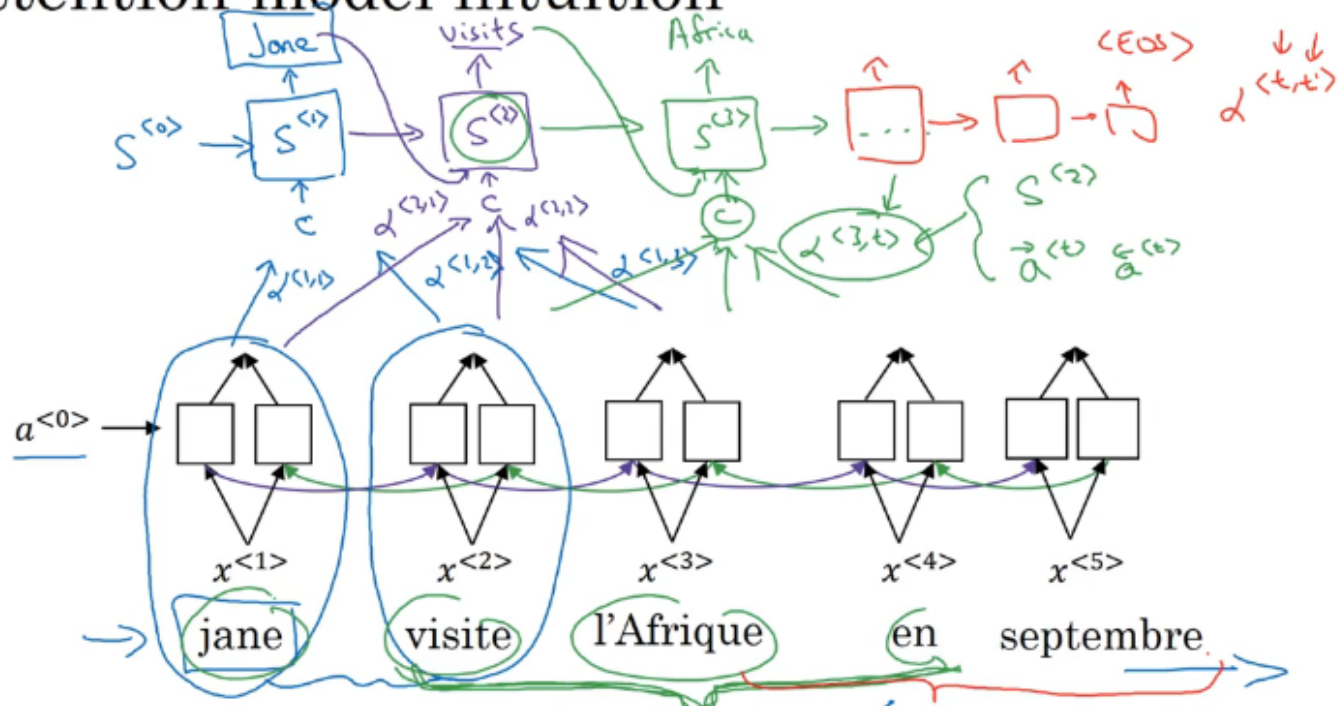 attention model intuition
Jane visits Africa <EOS>
S<0> S<1> S<2> S<3> .... α<t,t'>
C α<2,1> C α<2,2> C α<3,t> S<2>
α<1,1> α<1,2> α<1,3> a<t> a<t>
a<0>
x<1> x<2> x<3> x<4> x<5>
jane visite l'Afrique en septembre